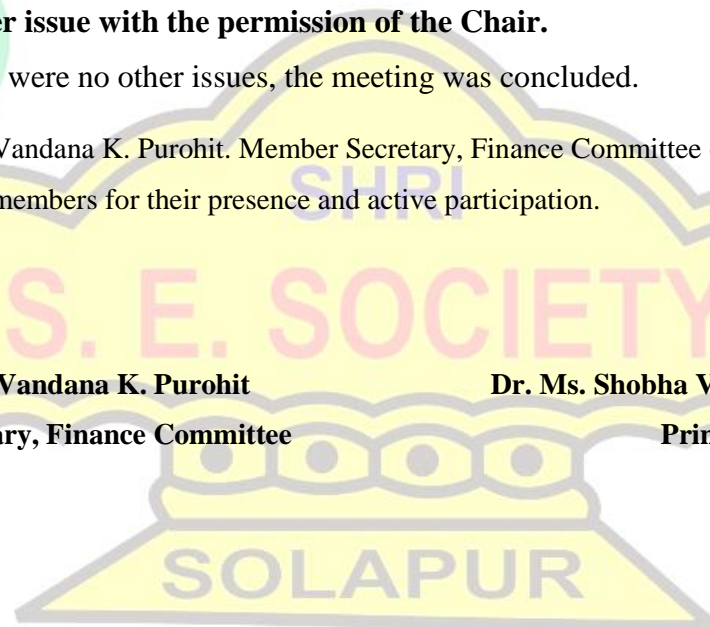 er issue with the permission of the Chair.
were no other issues, the meeting was concluded.
Vandana K. Purohit. Member Secretary, Finance Committee
members for their presence and active participation.
SHRI
S. E. SOCIETY
Vandana K. Purohit Dr. Ms. Shobha V
ary, Finance Committee Prin
SOLAPUR